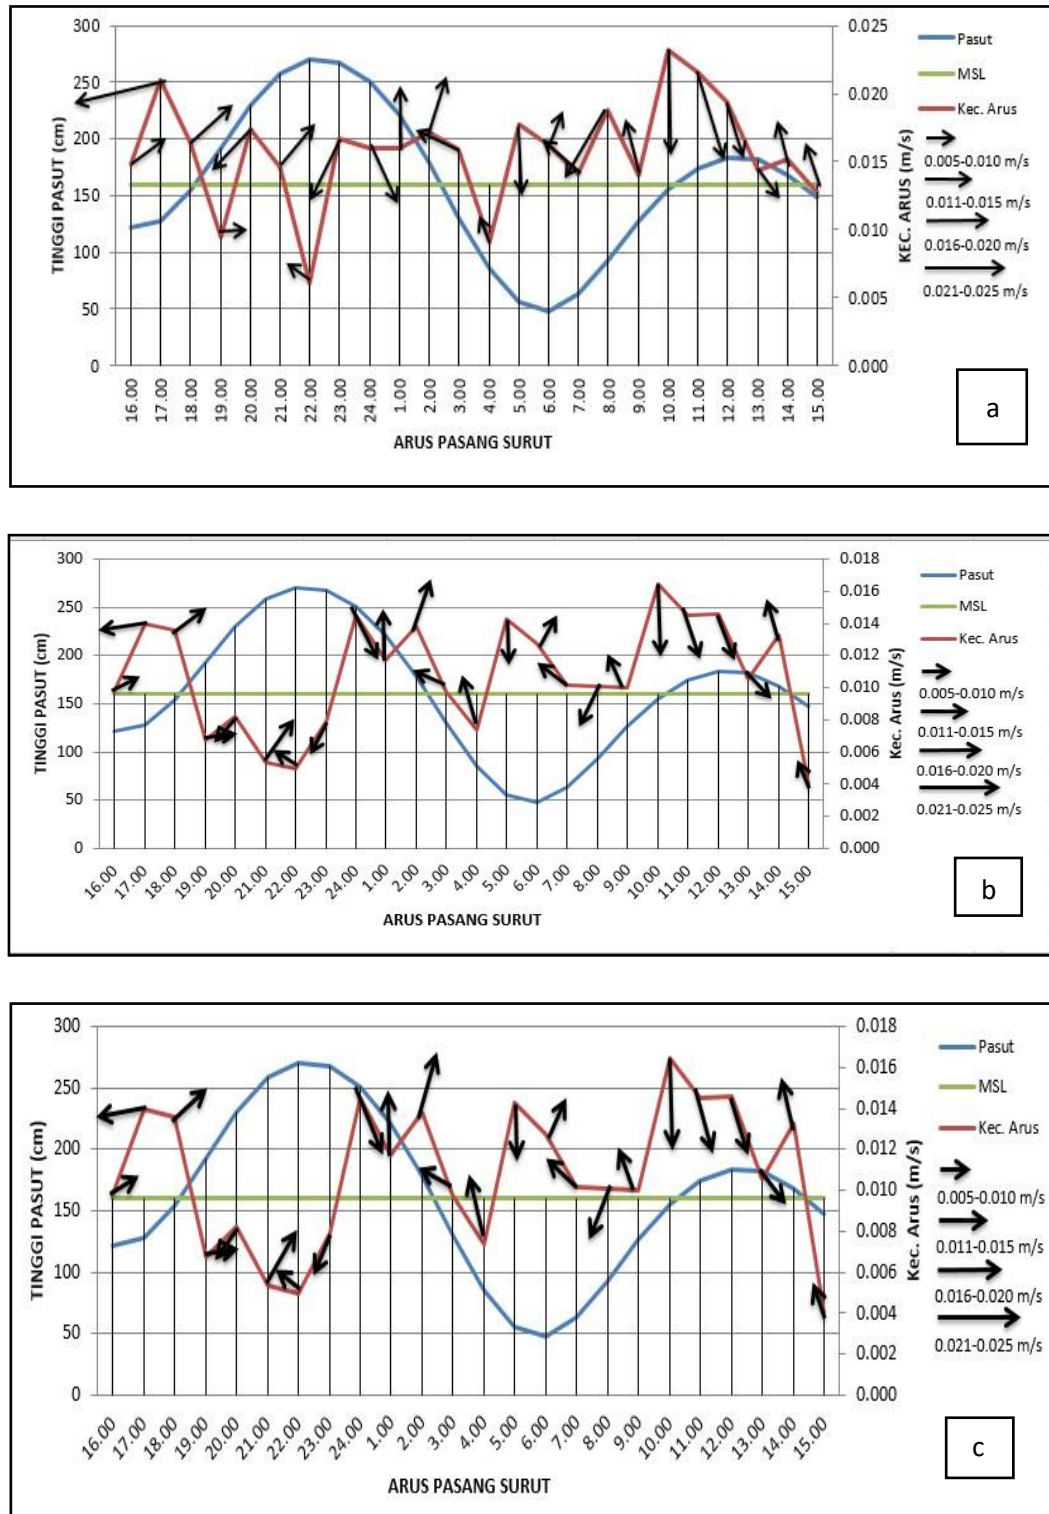 300
250
200
150
100
50
0
TINGGI PASUT (cm)
0.025
0.020
0.015
0.010
0.005
0.000
KEC. ARUS (m/s)
16.00 17.00 18.00 19.00 20.00 21.00 22.00 23.00 24.00 1.00 2.00 3.00 4.00 5.00 6.00 7.00 8.00 9.00 10.00 11.00 12.00 13.00 14.00 15.00
ARUS PASANG SURUT
Pasut
MSL
Kec. Arus
0.005-0.010 m/s
0.011-0.015 m/s
0.016-0.020 m/s
0.021-0.025 m/s
a
300
250
200
150
100
50
0
TINGGI PASUT (cm)
0.018
0.016
0.014
0.012
0.010
0.008
0.006
0.004
0.002
0.000
Kec. Arus (m/s)
16.00 17.00 18.00 19.00 20.00 21.00 22.00 23.00 24.00 1.00 2.00 3.00 4.00 5.00 6.00 7.00 8.00 9.00 10.00 11.00 12.00 13.00 14.00 15.00
ARUS PASANG SURUT
Pasut
MSL
Kec. Arus
0.005-0.010 m/s
0.011-0.015 m/s
0.016-0.020 m/s
0.021-0.025 m/s
b
300
250
200
150
100
50
0
TINGGI PASUT (cm)
0.018
0.016
0.014
0.012
0.010
0.008
0.006
0.004
0.002
0.000
Kec. Arus (m/s)
16.00 17.00 18.00 19.00 20.00 21.00 22.00 23.00 24.00 1.00 2.00 3.00 4.00 5.00 6.00 7.00 8.00 9.00 10.00 11.00 12.00 13.00 14.00 15.00
ARUS PASANG SURUT
Pasut
MSL
Kec. Arus
0.005-0.010 m/s
0.011-0.015 m/s
0.016-0.020 m/s
0.021-0.025 m/s
c